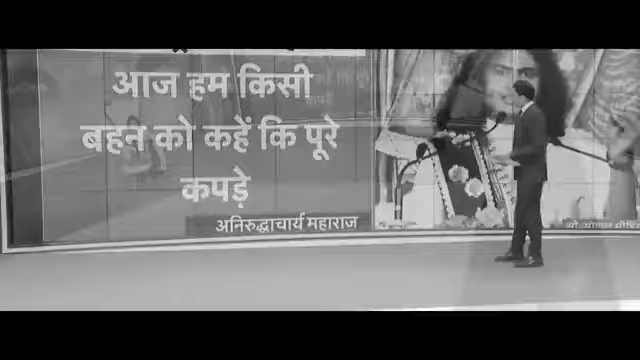 आज हम किसी
बहन को कहें कि पूरे
कपड़े
अनिरुद्धाचार्य महाराज